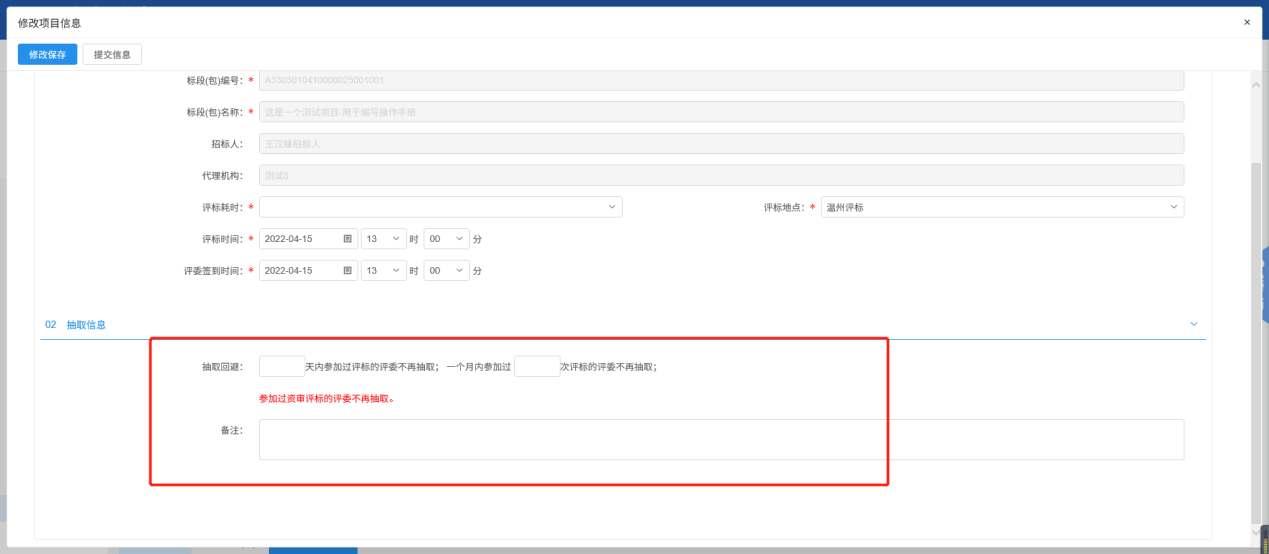 修改项目信息 ×
修改保存 提交信息
标段(包)编号: * A3303010410000025001001
标段(包)名称: * 这是一个测试项目-用于编写操作手册
招标人: 王汉锋招标人
代理机构: 测试8
评标耗时: * 评标地点: * 温州评标
评标时间: * 2022-04-15 13 时 00 分
评委签到时间: * 2022-04-15 13 时 00 分
02 抽取信息
抽取回避: 天内参加过评标的评委不再抽取; 一个月内参加过 次评标的评委不再抽取;
参加过资审评标的评委不再抽取。
备注: